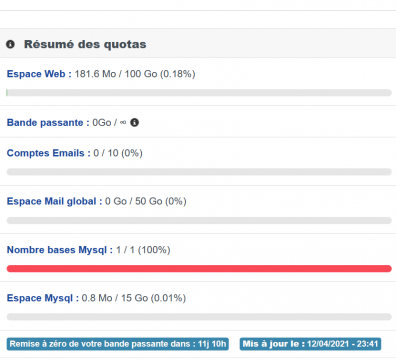 Résumé des quotas
Espace Web : 181.6 Mo / 100 Go (0.18%)
Bande passante : 0Go / ∞
Comptes Emails : 0 / 10 (0%)
Espace Mail global : 0 Go / 50 Go (0%)
Nombre bases Mysql : 1 / 1 (100%)
Espace Mysql : 0.8 Mo / 15 Go (0.01%)
Remise à zéro de votre bande passante dans : 11j 10h Mis à jour le : 12/04/2021 - 23:41